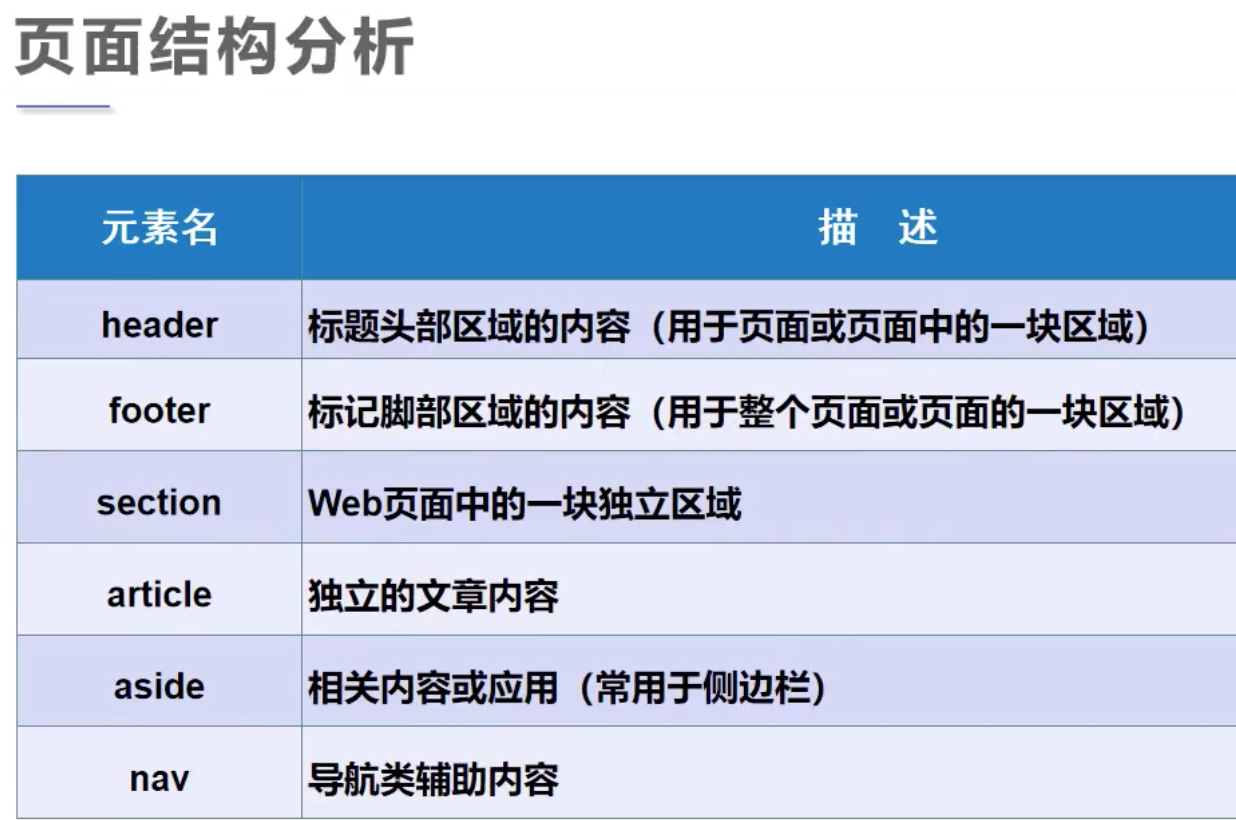 页面结构分析
元素名 描 述
header 标题头部区域的内容（用于页面或页面中的一块区域）
footer 标记脚部区域的内容（用于整个页面或页面的一块区域）
section Web页面中的一块独立区域
article 独立的文章内容
aside 相关内容或应用（常用于侧边栏）
nav 导航类辅助内容